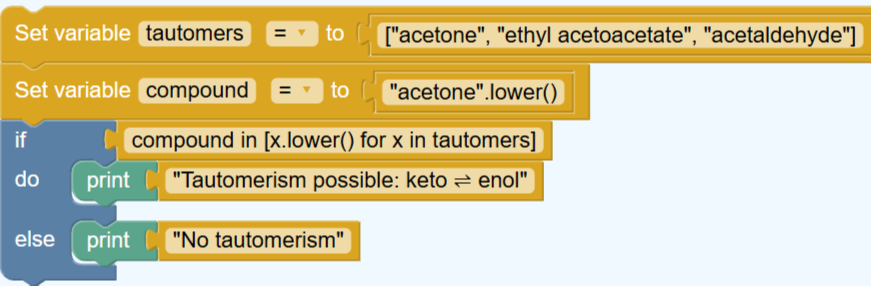 Set variable tautomers = to ["acetone", "ethyl acetoacetate", "acetaldehyde"]
Set variable compound = to "acetone".lower()
if compound in [x.lower() for x in tautomers]
do print "Tautomerism possible: keto ⇌ enol"
else print "No tautomerism"